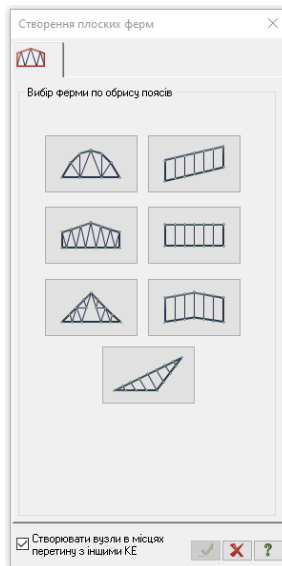 Створення плоских ферм
Вибір ферми по обрису поясів
Створювати вузли в місцях
перетину з іншими КЕ
?